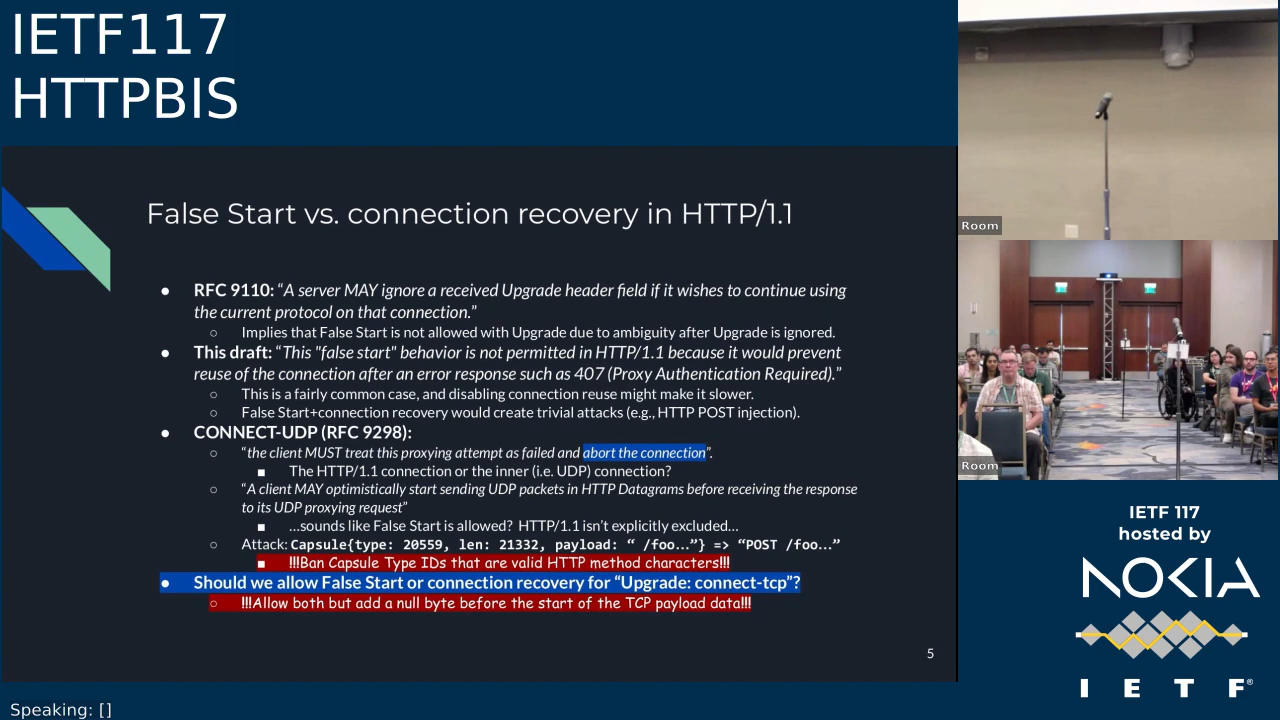 IETF117
HTTPBIS
False Start vs. connection recovery in HTTP/1.1
● RFC 9110: “A server MAY ignore a received Upgrade header field if it wishes to continue using
the current protocol on that connection.”
○ Implies that False Start is not allowed with Upgrade due to ambiguity after Upgrade is ignored.
● This draft: “This "false start" behavior is not permitted in HTTP/1.1 because it would prevent
reuse of the connection after an error response such as 407 (Proxy Authentication Required).”
○ This is a fairly common case, and disabling connection reuse might make it slower.
○ False Start+connection recovery would create trivial attacks (e.g., HTTP POST injection).
● CONNECT-UDP (RFC 9298):
○ “the client MUST treat this proxying attempt as failed and abort the connection”.
■ The HTTP/1.1 connection or the inner (i.e. UDP) connection?
○ “A client MAY optimistically start sending UDP packets in HTTP Datagrams before receiving the response
to its UDP proxying request”
■ …sounds like False Start is allowed? HTTP/1.1 isn’t explicitly excluded…
○ Attack: Capsule{type: 20559, len: 21332, payload: “ /foo…”} => “POST /foo…”
■ !!!Ban Capsule Type IDs that are valid HTTP method characters!!!
● Should we allow False Start or connection recovery for “Upgrade: connect-tcp”?
○ !!!Allow both but add a null byte before the start of the TCP payload data!!!
5
Speaking: []
Room
Room
IETF 117
hosted by
NOKIA
I E T F®